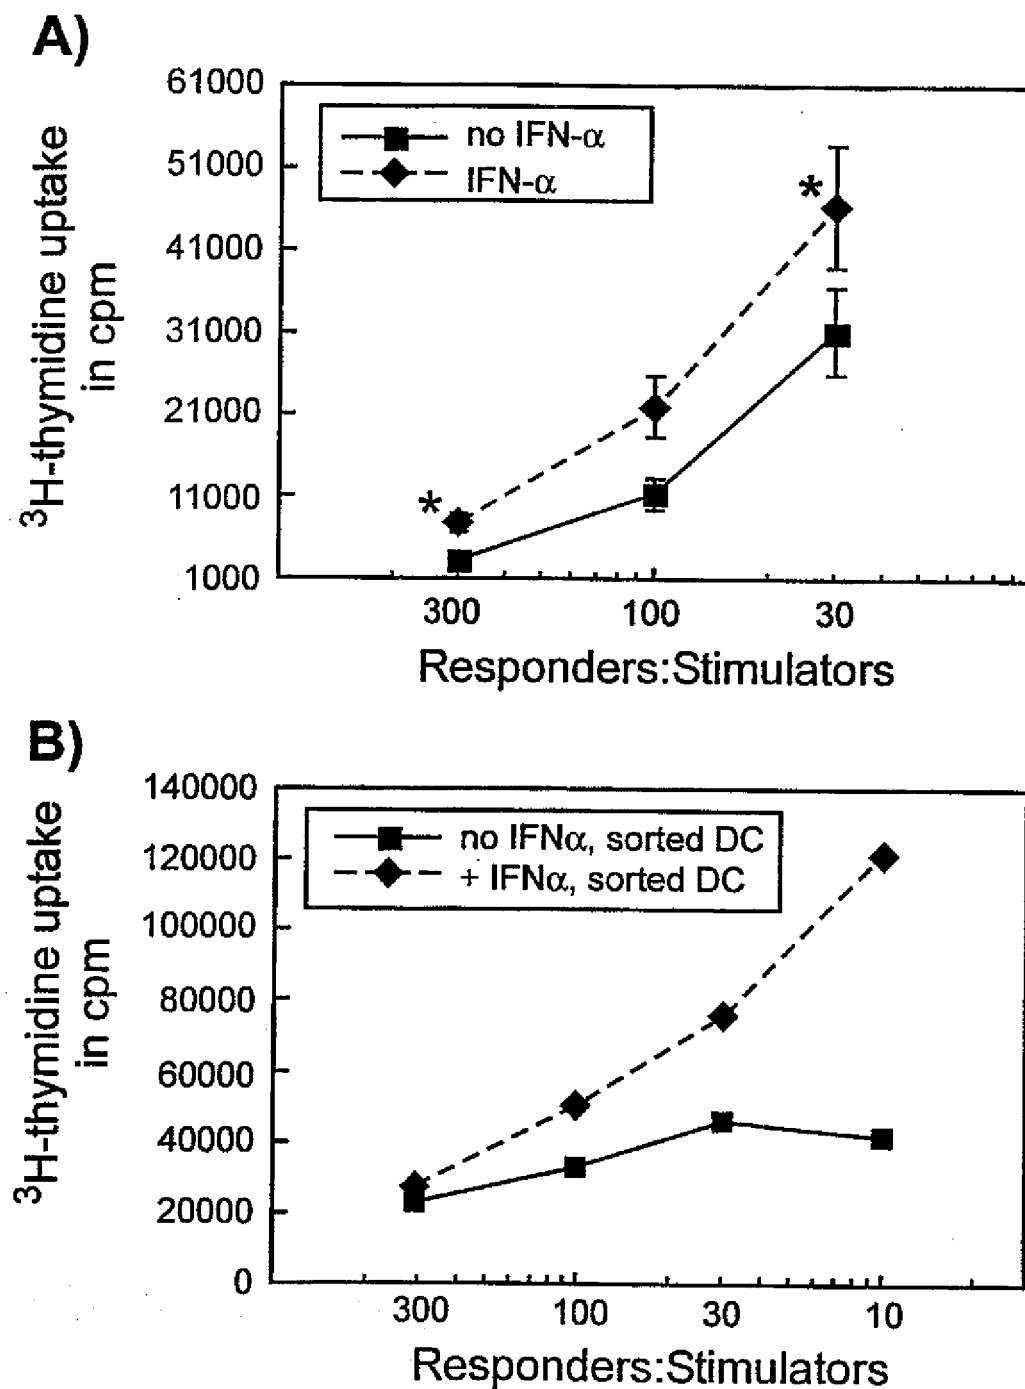 A)
61000
51000
41000
31000
21000
11000
1000
³H-thymidine uptake
in cpm
no IFN-α
IFN-α
*
*
300 100 30
Responders:Stimulators
B)
140000
120000
100000
80000
60000
40000
20000
0
³H-thymidine uptake
in cpm
no IFNα, sorted DC
+ IFNα, sorted DC
300 100 30 10
Responders:Stimulators